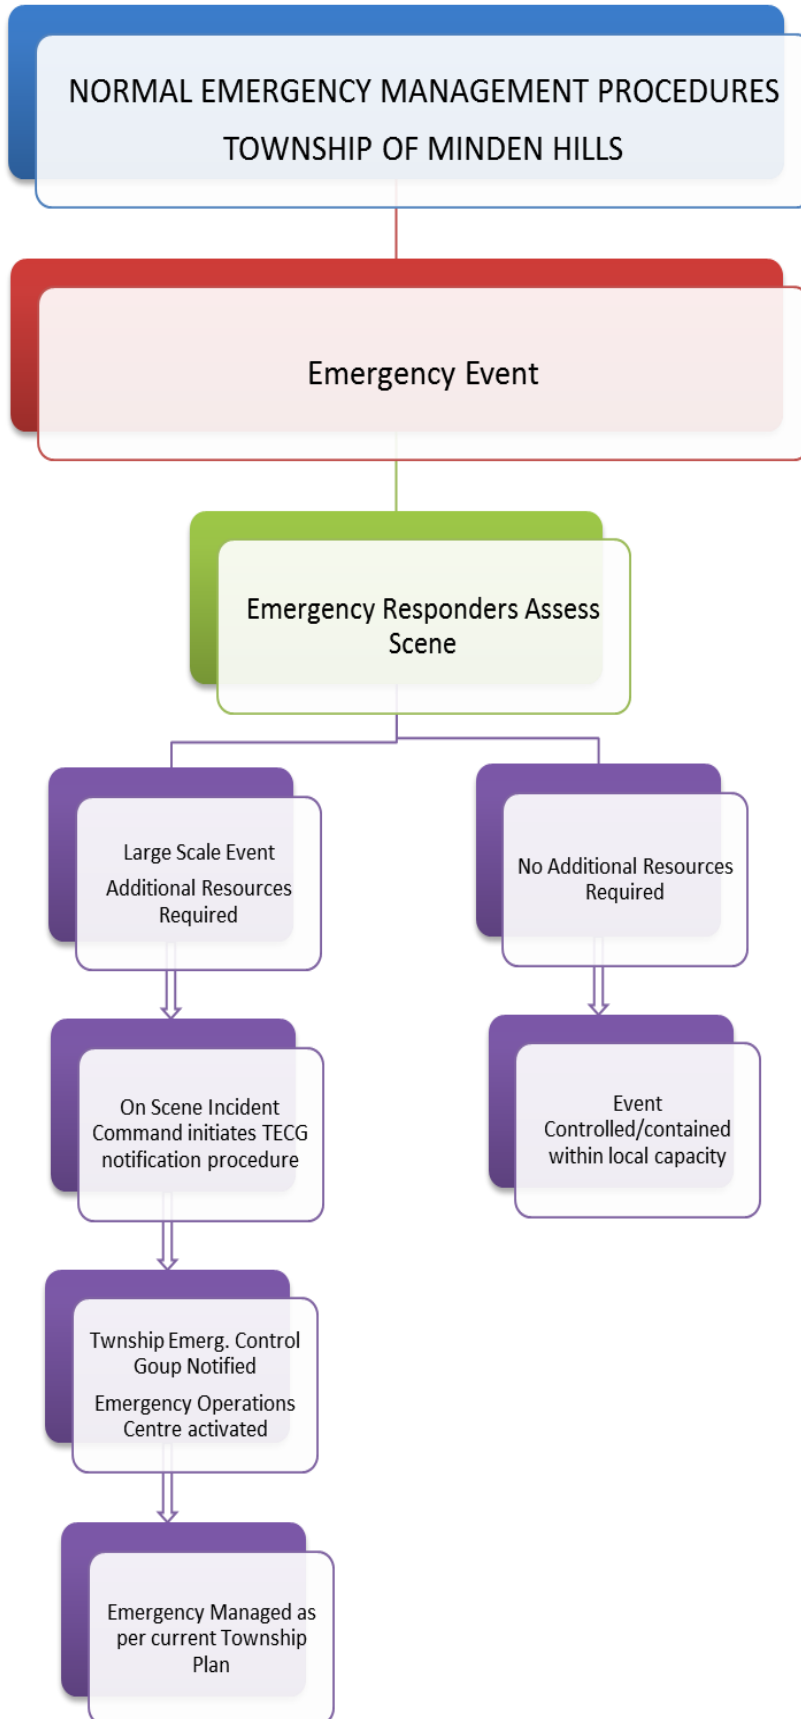 NORMAL EMERGENCY MANAGEMENT PROCEDURES
TOWNSHIP OF MINDEN HILLS
Emergency Event
Emergency Responders Assess
Scene
Large Scale Event
Additional Resources
Required
No Additional Resources
Required
On Scene Incident
Command initiates TECG
notification procedure
Event
Controlled/contained
within local capacity
Twnship Emerg. Control
Goup Notified
Emergency Operations
Centre activated
Emergency Managed as
per current Township
Plan